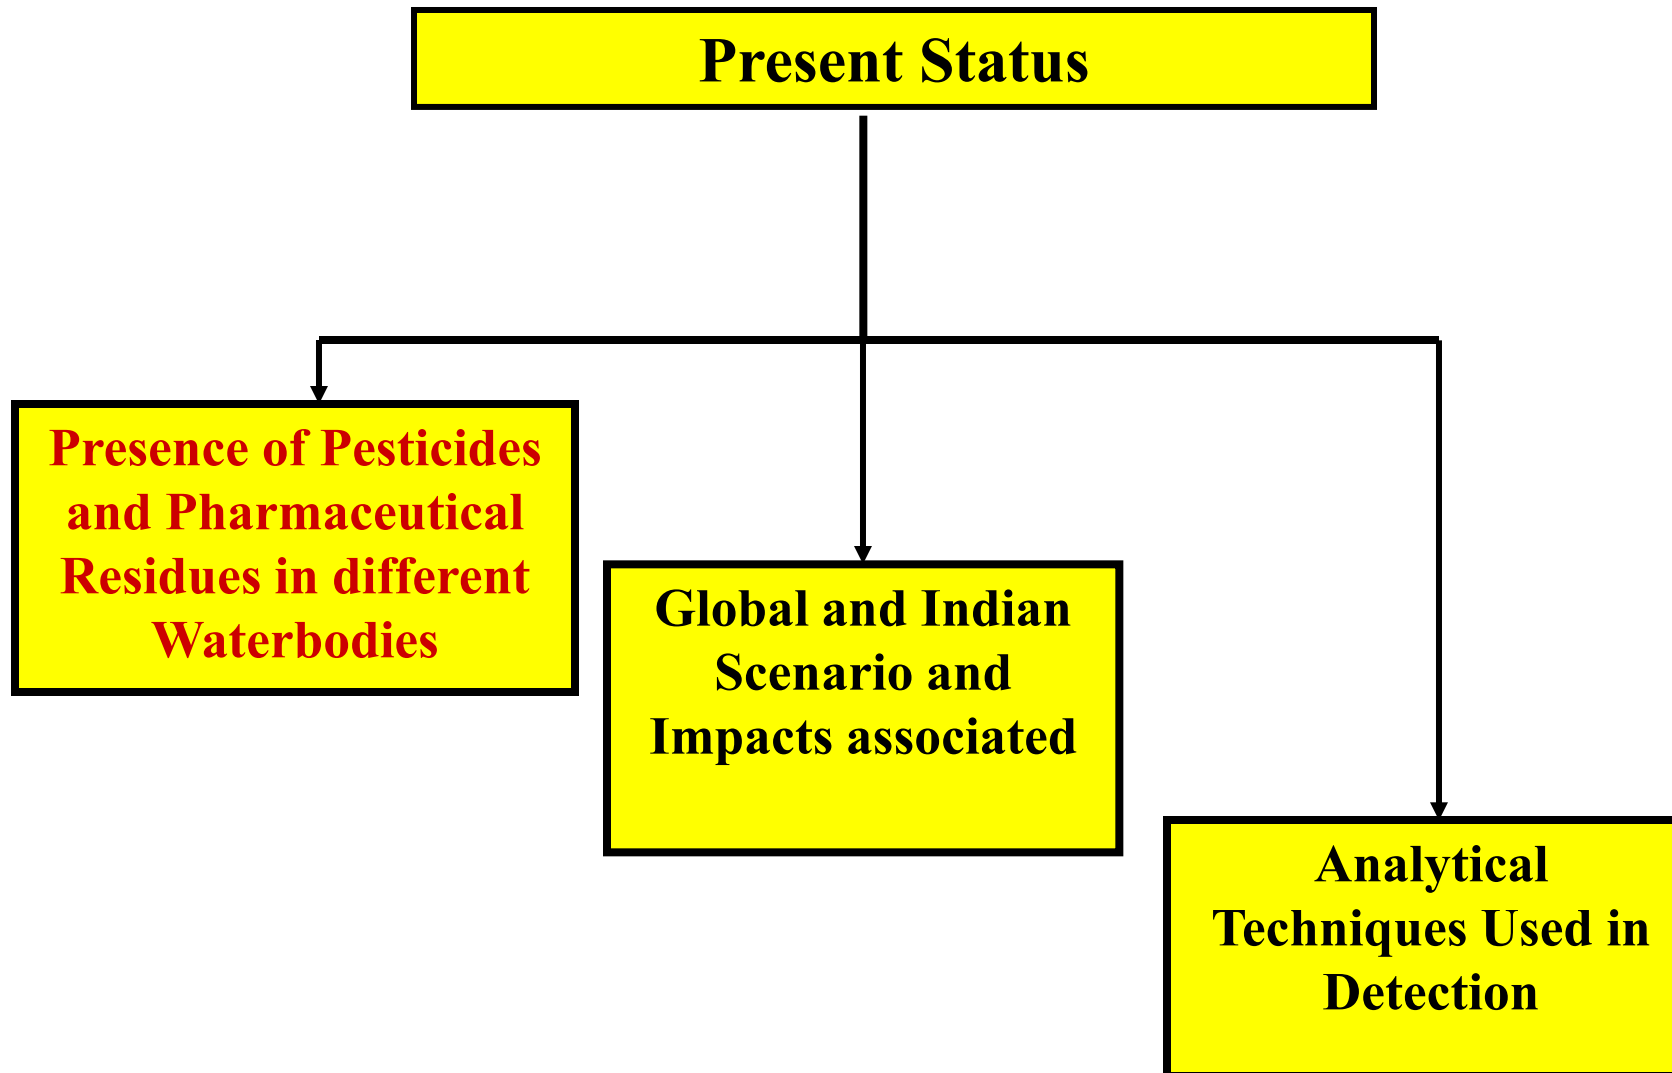 Present Status
Presence of Pesticides
and Pharmaceutical
Residues in different
Waterbodies
Global and Indian
Scenario and
Impacts associated
Analytical
Techniques Used in
Detection